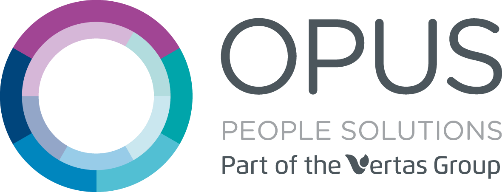 OPUS
PEOPLE SOLUTIONS
Part of the Vertas Group